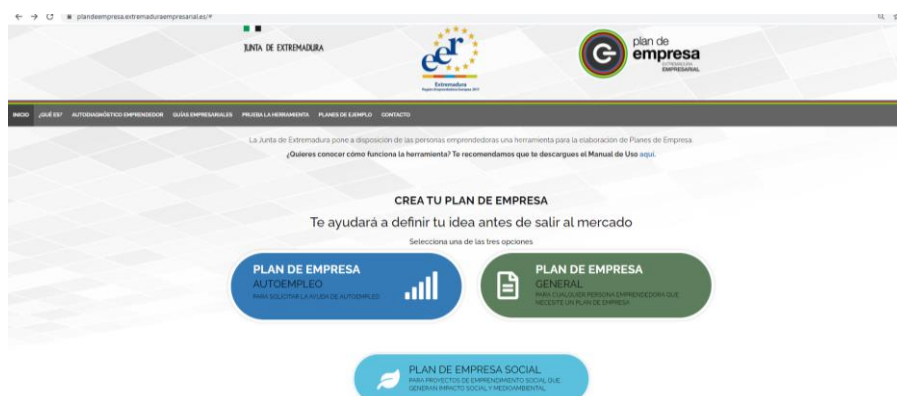 plandeempresa.extremaduraempresarial.es/#
JUNTA DE EXTREMADURA
eer
Extremadura
Región Emprendedora Europea 2017
G
plan de
empresa
EXTREMADURA
EMPRESARIAL
INICIO ¿QUÉ ES? AUTODIAGNÓSTICO EMPRENDEDOR GUÍAS EMPRESARIALES PRUEBA LA HERRAMIENTA PLANES DE EJEMPLO CONTACTO
La Junta de Extremadura pone a disposición de las personas emprendedoras una herramienta para la elaboración de Planes de Empresa.
¿Quieres conocer cómo funciona la herramienta? Te recomendamos que te descargues el Manual de Uso aquí.
CREA TU PLAN DE EMPRESA
Te ayudará a definir tu idea antes de salir al mercado
Selecciona una de las tres opciones
PLAN DE EMPRESA
AUTOEMPLEO
PARA SOLICITAR LA AYUDA DE AUTOEMPLEO
PLAN DE EMPRESA
GENERAL
PARA CUALQUIER PERSONA EMPRENDEDORA QUE
NECESITE UN PLAN DE EMPRESA
PLAN DE EMPRESA SOCIAL
PARA PROYECTOS DE EMPRENDIMIENTO SOCIAL QUE
GENERAN IMPACTO SOCIAL Y MEDIOAMBIENTAL